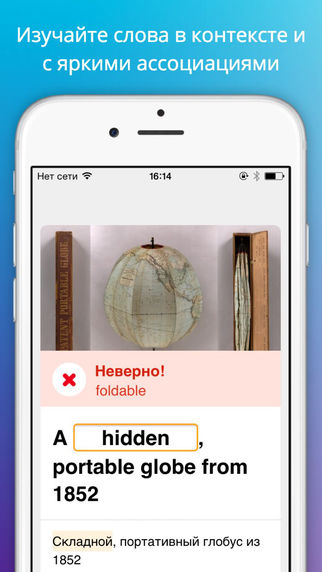 Изучайте слова в контексте и
с яркими ассоциациями
Нет сети 16:14
PATENT PORTABLE GLOBE
Неверно!
foldable
A hidden ,
portable globe from
1852
Складной, портативный глобус из
1852